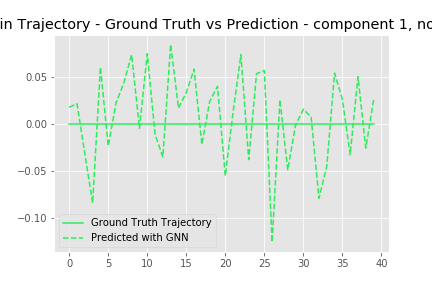 in Trajectory - Ground Truth vs Prediction - component 1, no
0.05
0.00
−0.05
−0.10
Ground Truth Trajectory
Predicted with GNN
0 5 10 15 20 25 30 35 40